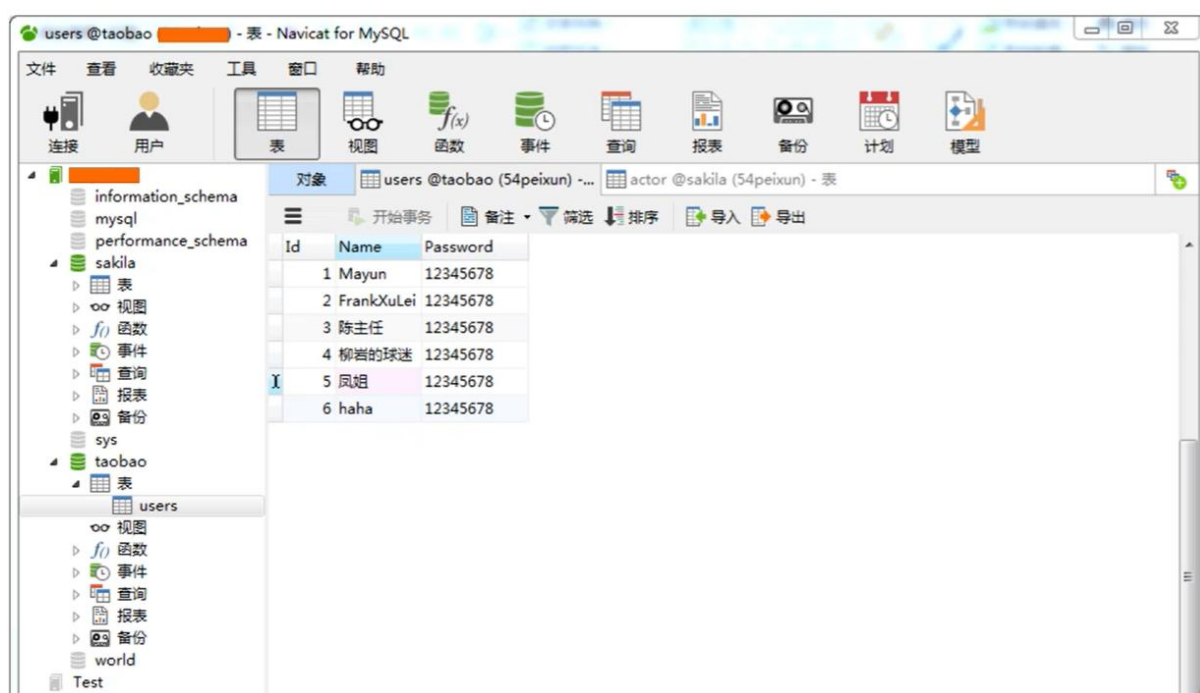 users @taobao ( ) - 表 - Navicat for MySQL
文件 查看 收藏夹 工具 窗口 帮助
f(x)
连接 用户 表 视图 函数 事件 查询 报表 备份 计划 模型
对象 users @taobao (54peixun) -... actor @sakila (54peixun) - 表
开始事务 备注 筛选 排序 导入 导出
information_schema
mysql
performance_schema
sakila
表
视图
f() 函数
事件
查询
报表
备份
sys
taobao
表
users
视图
f() 函数
事件
查询
报表
备份
world
Test
Id Name Password
1 Mayun 12345678
2 FrankXuLei 12345678
3 陈主任 12345678
4 柳岩的球迷 12345678
5 凤姐 12345678
6 haha 12345678